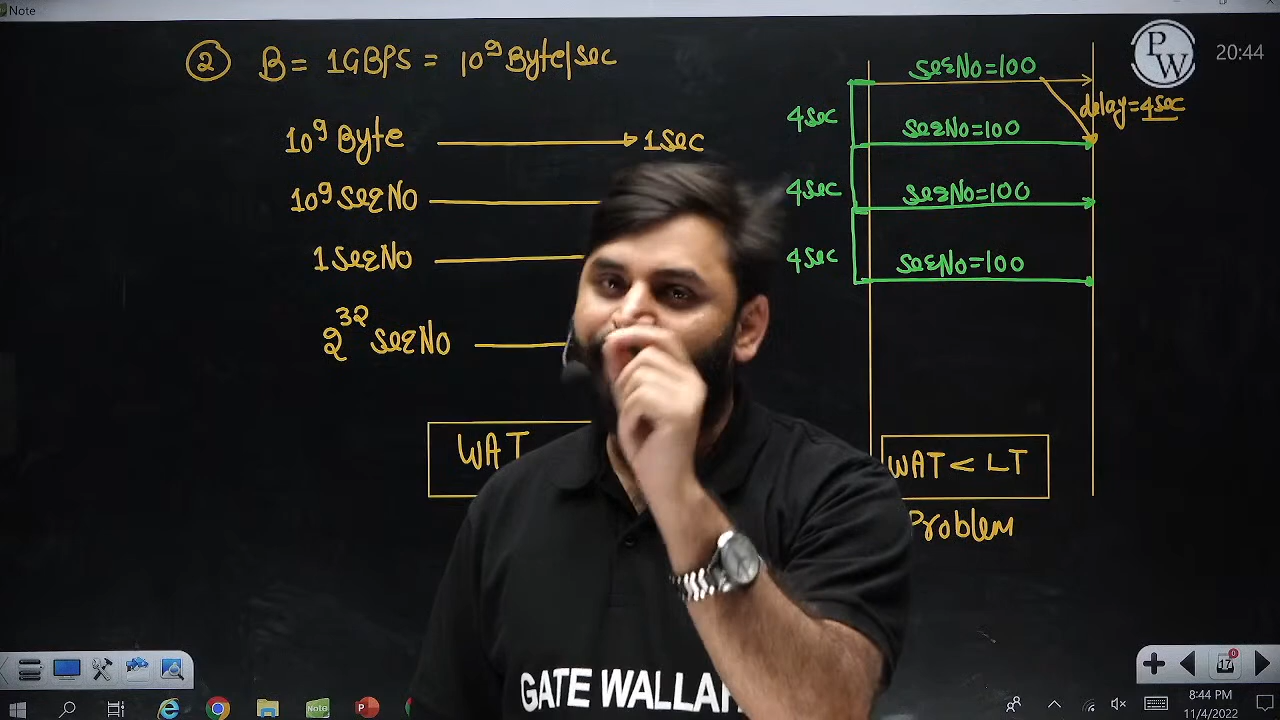 Note
② B = 1GBPS = 10⁹ Byte/sec
10⁹ Byte → 1sec
10⁹ SeqNo
1 SeqNo
2³² SeqNo
WAT
SeqNo=100
delay=4sec
4sec SeqNo=100
4sec SeqNo=100
4sec SeqNo=100
WAT < LT
Problem
P
W
20:44
GATE WALLAH
17
8:44 PM
11/4/2022